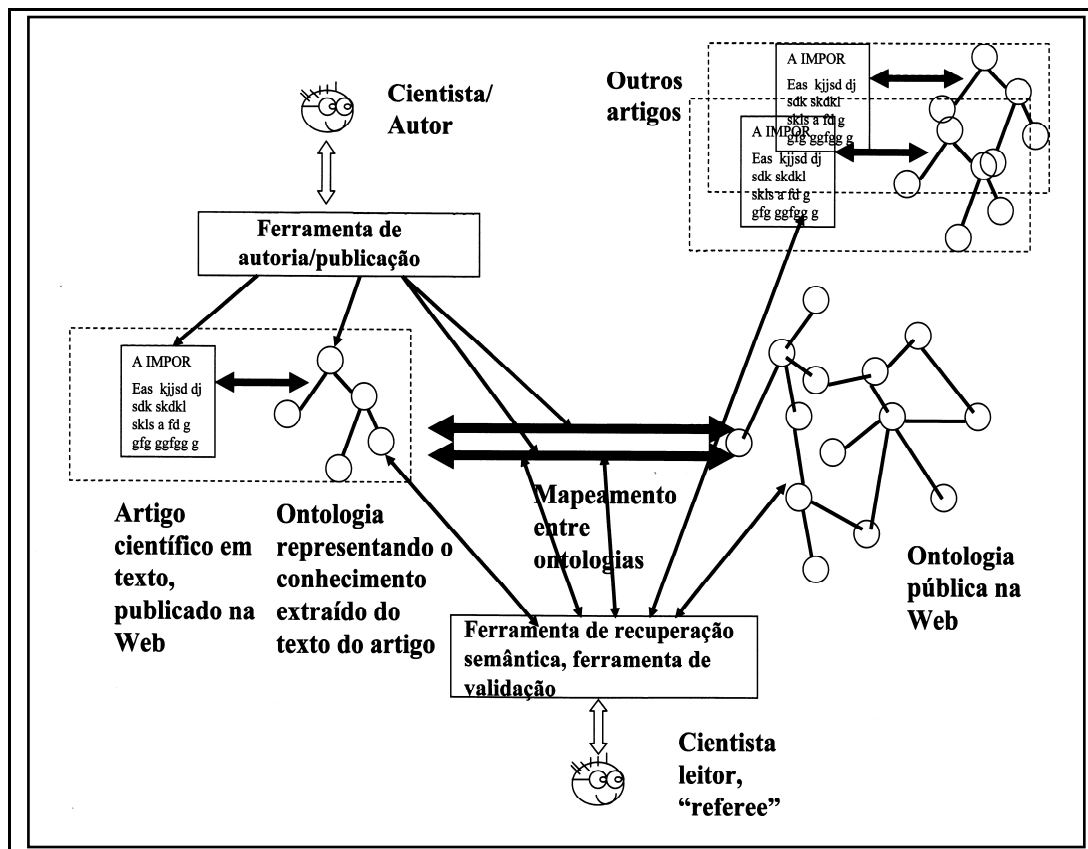 Cientista/
Autor
Outros
artigos
A IMPOR
Eas kjjsd dj
sdk skdkl
skls a fd g
gfg ggfgg g
A IMPOR
Eas kjjsd dj
sdk skdkl
skls a fd g
gfg ggfgg g
Ferramenta de
autoria/publicação
A IMPOR
Eas kjjsd dj
sdk skdkl
skls a fd g
gfg ggfgg g
Mapeamento
entre
ontologias
Artigo
científico em
texto,
publicado na
Web
Ontologia
representando o
conhecimento
extraído do
texto do artigo
Ontologia
pública na
Web
Ferramenta de recuperação
semântica, ferramenta de
validação
Cientista
leitor,
“referee”